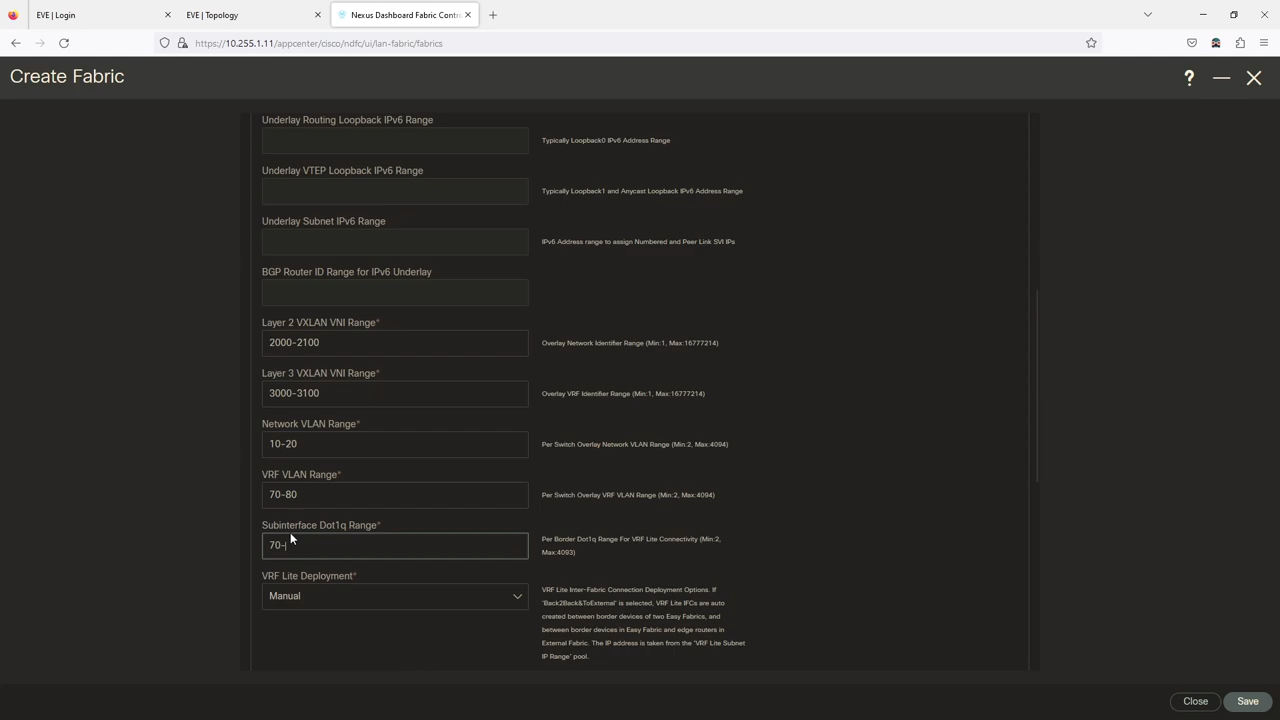 EVE | Login
EVE | Topology
Nexus Dashboard Fabric Contr
https://10.255.1.11/appcenter/cisco/ndfc/ui/lan-fabric/fabrics
Create Fabric
Underlay Routing Loopback IPv6 Range
Typically Loopback0 IPv6 Address Range
Underlay VTEP Loopback IPv6 Range
Typically Loopback1 and Anycast Loopback IPv6 Address Range
Underlay Subnet IPv6 Range
IPv6 Address range to assign Numbered and Peer Link SVI IPs
BGP Router ID Range for IPv6 Underlay
Layer 2 VXLAN VNI Range*
2000-2100
Overlay Network Identifier Range (Min:1, Max:16777214)
Layer 3 VXLAN VNI Range*
3000-3100
Overlay VRF Identifier Range (Min:1, Max:16777214)
Network VLAN Range*
10-20
Per Switch Overlay Network VLAN Range (Min:2, Max:4094)
VRF VLAN Range*
70-80
Per Switch Overlay VRF VLAN Range (Min:2, Max:4094)
Subinterface Dot1q Range*
70-
Per Border Dot1q Range For VRF Lite Connectivity (Min:2,
Max:4093)
VRF Lite Deployment*
Manual
VRF Lite Inter-Fabric Connection Deployment Options. If
'Back2Back&ToExternal' is selected, VRF Lite IFCs are auto
created between border devices of two Easy Fabrics, and
between border devices in Easy Fabric and edge routers in
External Fabric. The IP address is taken from the 'VRF Lite Subnet
IP Range' pool.
Close
Save